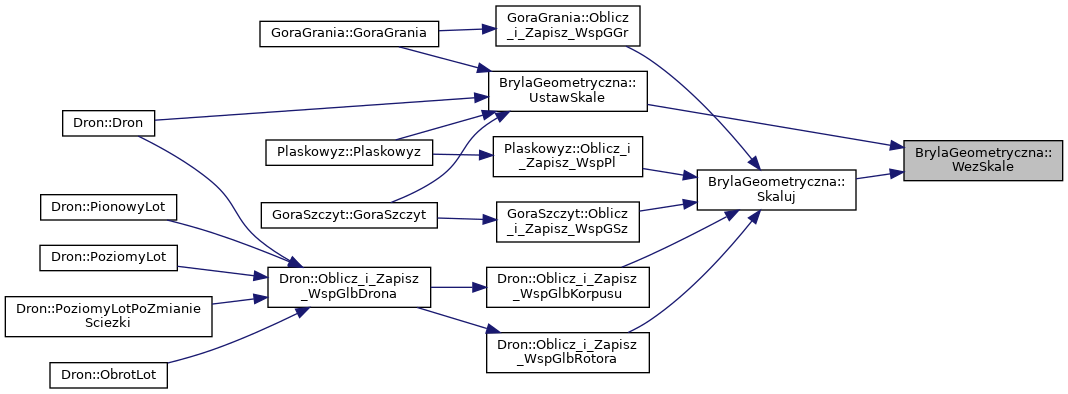 GoraGrania::GoraGrania
GoraGrania::Oblicz
_i_Zapisz_WspGGr
BrylaGeometryczna::
UstawSkale
Dron::Dron
Plaskowyz::Plaskowyz
Plaskowyz::Oblicz_i
_Zapisz_WspPl
BrylaGeometryczna::
WezSkale
BrylaGeometryczna::
Skaluj
Dron::PionowyLot
GoraSzczyt::GoraSzczyt
GoraSzczyt::Oblicz
_i_Zapisz_WspGSz
Dron::PoziomyLot
Dron::Oblicz_i_Zapisz
_WspGlbDrona
Dron::Oblicz_i_Zapisz
_WspGlbKorpusu
Dron::PoziomyLotPoZmianie
Sciezki
Dron::Oblicz_i_Zapisz
_WspGlbRotora
Dron::ObrotLot